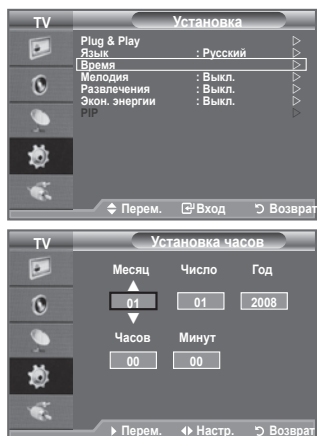 TV Установка
Plug & Play
Язык : Русский
Время
Мелодия : Выкл.
Развлечения : Выкл.
Экон. энергии : Выкл.
PIP
Перем. Вход Возврат
TV Установка часов
Месяц Число Год
01 01 2008
Часов Минут
00 00
Перем. Настр. Возврат